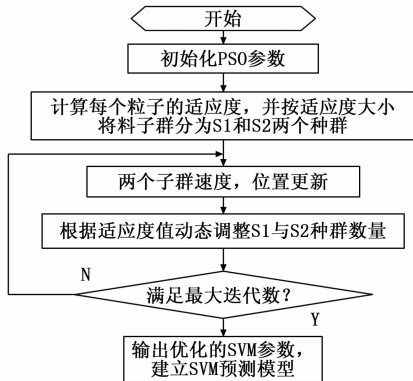 开始
初始化PSO参数
计算每个粒子的适应度，并按适应度大小
将料子群分为S1和S2两个种群
两个子群速度，位置更新
根据适应度值动态调整S1与S2种群数量
N
满足最大迭代数？
Y
输出优化的SVM参数，
建立SVM预测模型